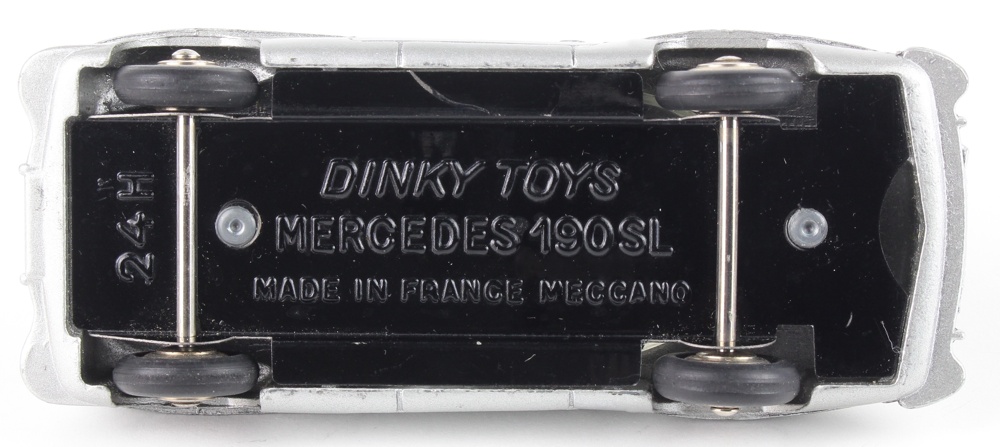 DINKY TOYS
MERCEDES 190SL
MADE IN FRANCE MECCANO
24H